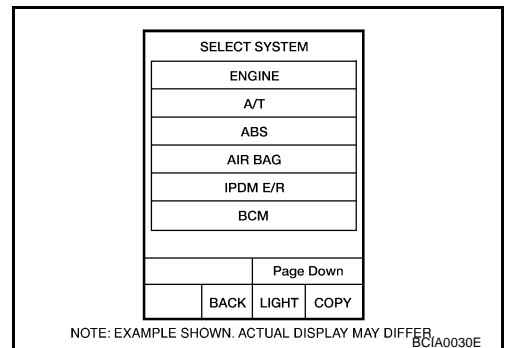 SELECT SYSTEM
ENGINE
A/T
ABS
AIR BAG
IPDM E/R
BCM
Page Down
BACK LIGHT COPY
NOTE: EXAMPLE SHOWN. ACTUAL DISPLAY MAY DIFFER.
BCIA0030E